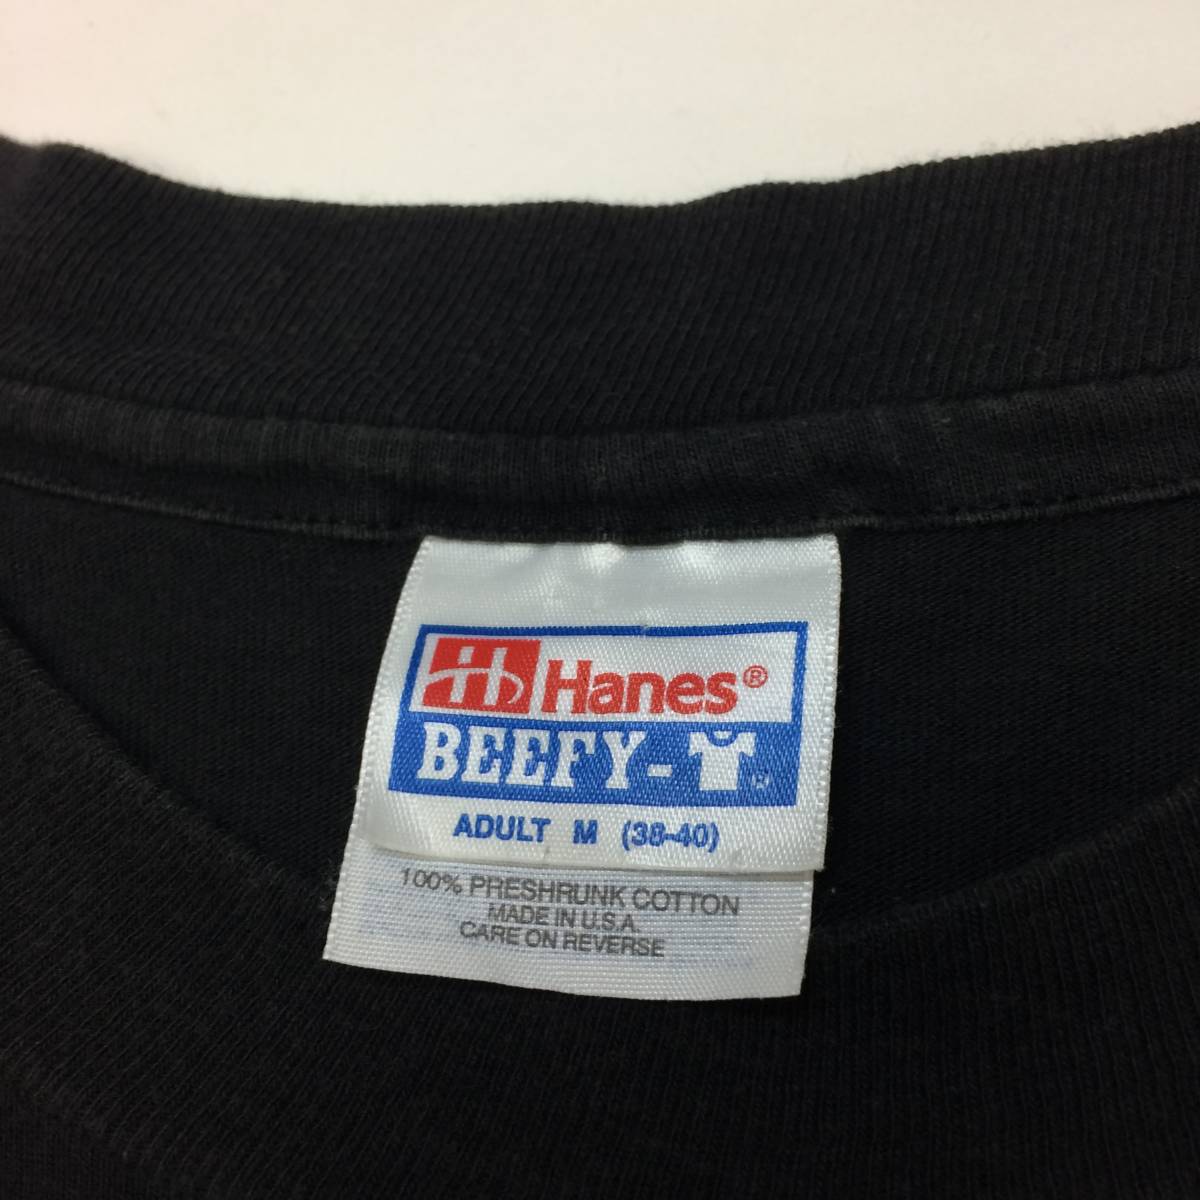 H Hanes®
BEEFY-T
ADULT M (38-40)
100% PRESHRUNK COTTON
MADE IN U.S.A.
CARE ON REVERSE